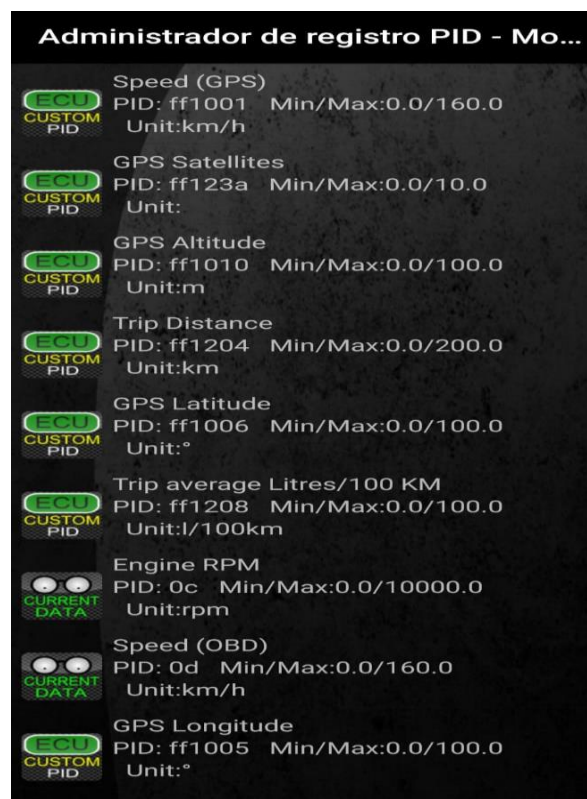 Administrador de registro PID - Mo...
ECU
CUSTOM
PID
Speed (GPS)
PID: ff1001 Min/Max:0.0/160.0
Unit:km/h
ECU
CUSTOM
PID
GPS Satellites
PID: ff123a Min/Max:0.0/10.0
Unit:
ECU
CUSTOM
PID
GPS Altitude
PID: ff1010 Min/Max:0.0/100.0
Unit:m
ECU
CUSTOM
PID
Trip Distance
PID: ff1204 Min/Max:0.0/200.0
Unit:km
ECU
CUSTOM
PID
GPS Latitude
PID: ff1006 Min/Max:0.0/100.0
Unit:°
ECU
CUSTOM
PID
Trip average Litres/100 KM
PID: ff1208 Min/Max:0.0/100.0
Unit:l/100km
CURRENT
DATA
Engine RPM
PID: 0c Min/Max:0.0/10000.0
Unit:rpm
CURRENT
DATA
Speed (OBD)
PID: 0d Min/Max:0.0/160.0
Unit:km/h
ECU
CUSTOM
PID
GPS Longitude
PID: ff1005 Min/Max:0.0/100.0
Unit:°